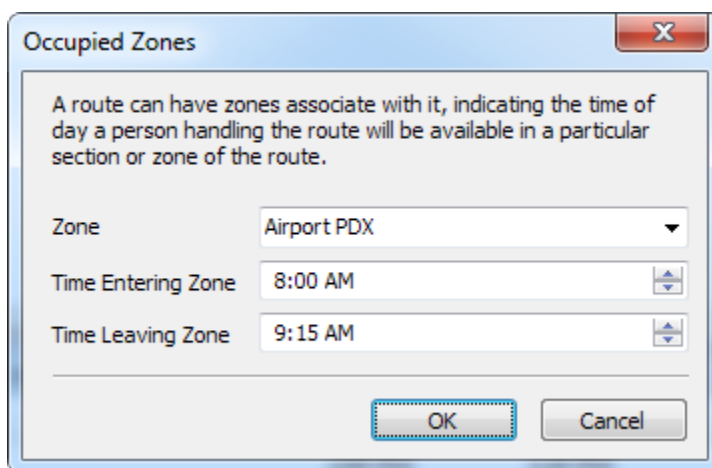 Occupied Zones
A route can have zones associate with it, indicating the time of
day a person handling the route will be available in a particular
section or zone of the route.
Zone
Airport PDX
Time Entering Zone
8:00 AM
Time Leaving Zone
9:15 AM
OK
Cancel